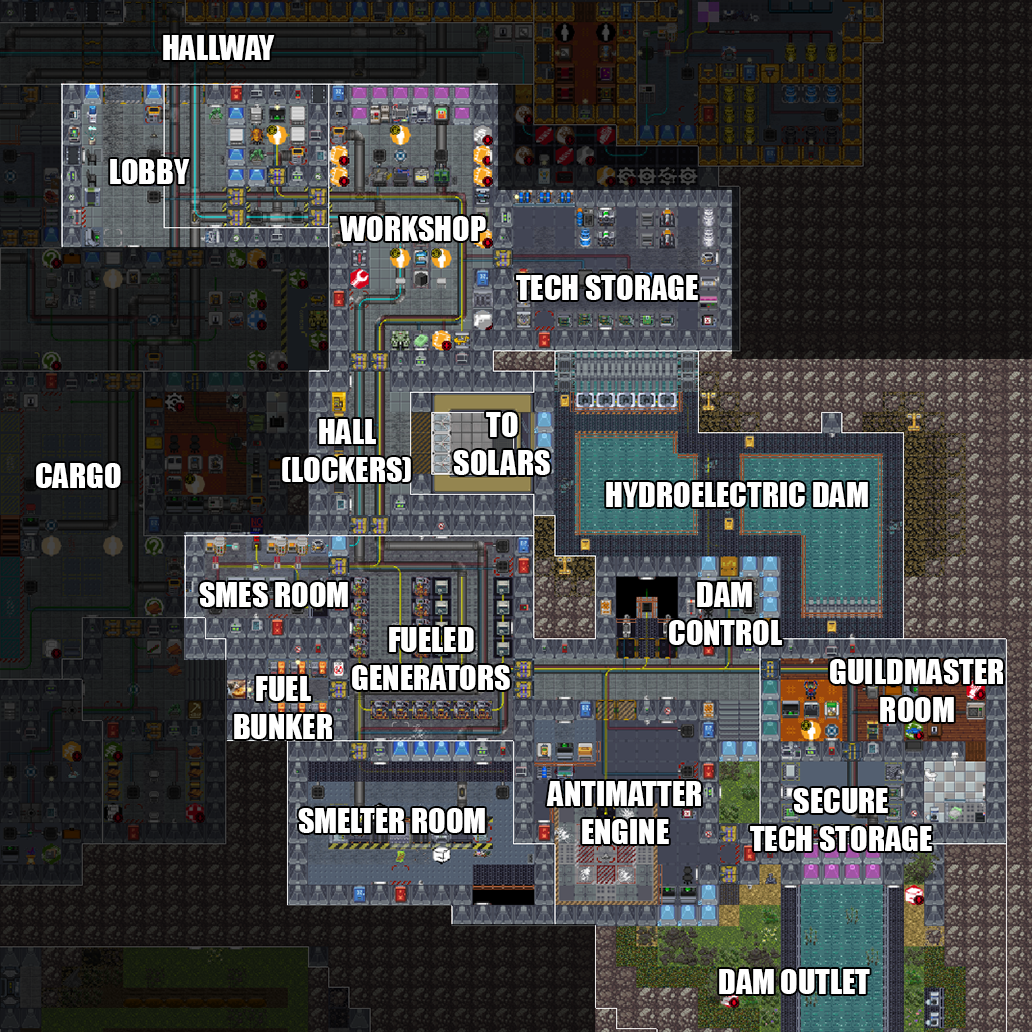 HALLWAY
LOBBY
WORKSHOP
TECH STORAGE
HALL
(LOCKERS)
TO
SOLARS
CARGO
HYDROELECTRIC DAM
SMES ROOM
DAM
CONTROL
FUELED
GENERATORS
FUEL
BUNKER
GUILDMASTER
ROOM
SMELTER ROOM
ANTIMATTER
ENGINE
SECURE
TECH STORAGE
DAM OUTLET